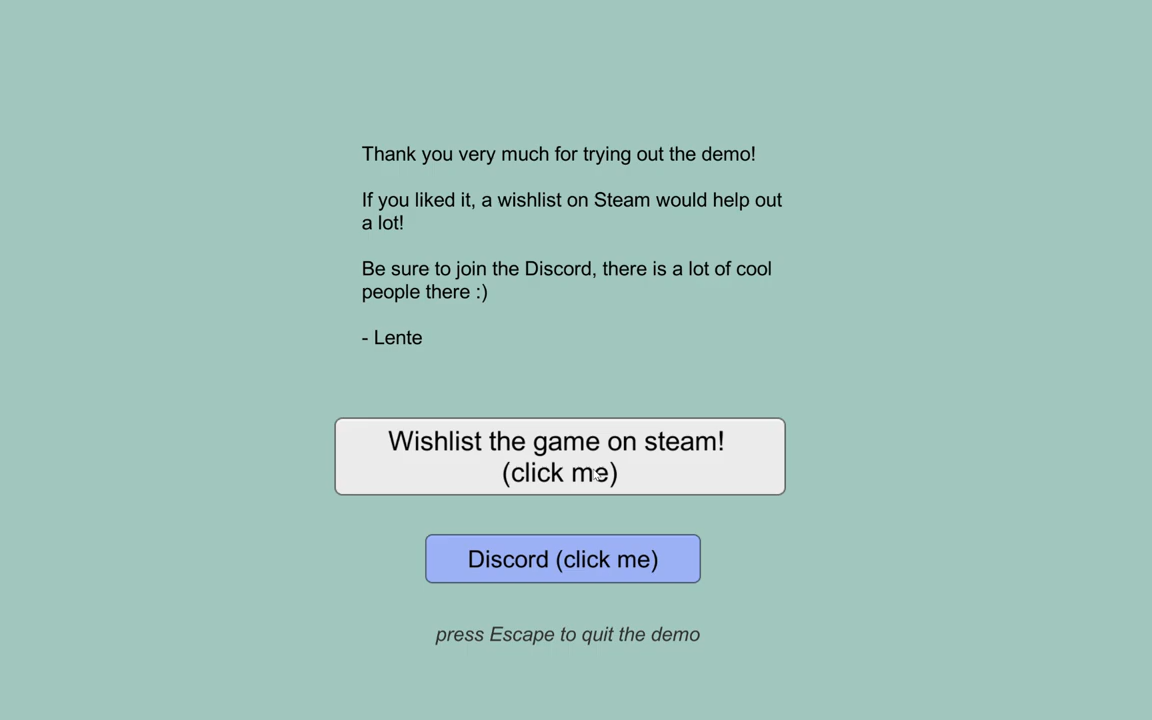 Thank you very much for trying out the demo!
If you liked it, a wishlist on Steam would help out
a lot!
Be sure to join the Discord, there is a lot of cool
people there :)
- Lente
Wishlist the game on steam!
(click me)
Discord (click me)
press Escape to quit the demo